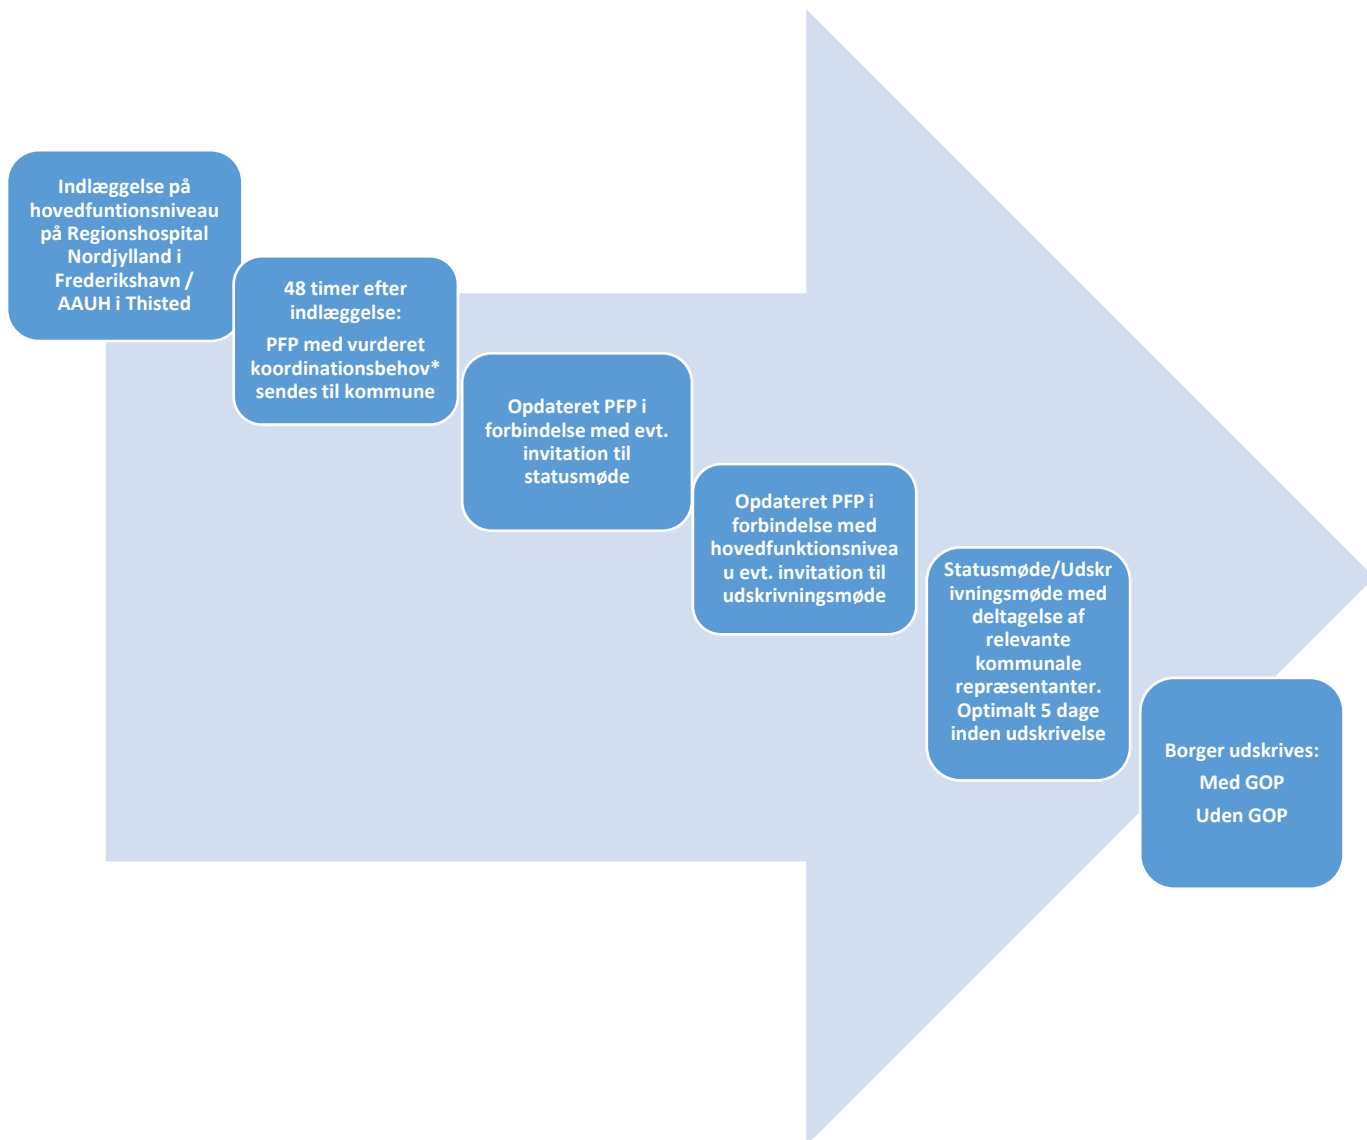 Indlæggelse på
hovedfuntionsniveau
på Regionshospital
Nordjylland i
Frederikshavn /
AAUH i Thisted
48 timer efter
indlæggelse:
PFP med vurderet
koordinationsbehov*
sendes til kommune
Opdateret PFP i
forbindelse med evt.
invitation til
statusmøde
Opdateret PFP i
forbindelse med
hovedfunktionsnivea
u evt. invitation til
udskrivningsmøde
Statusmøde/Udskr
ivningsmøde med
deltagelse af
relevante
kommunale
repræsentanter.
Optimalt 5 dage
inden udskrivelse
Borger udskrives:
Med GOP
Uden GOP